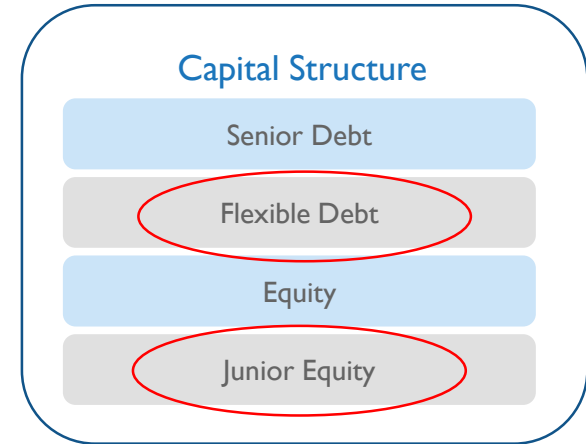 Capital Structure
Senior Debt
Flexible Debt
Equity
Junior Equity